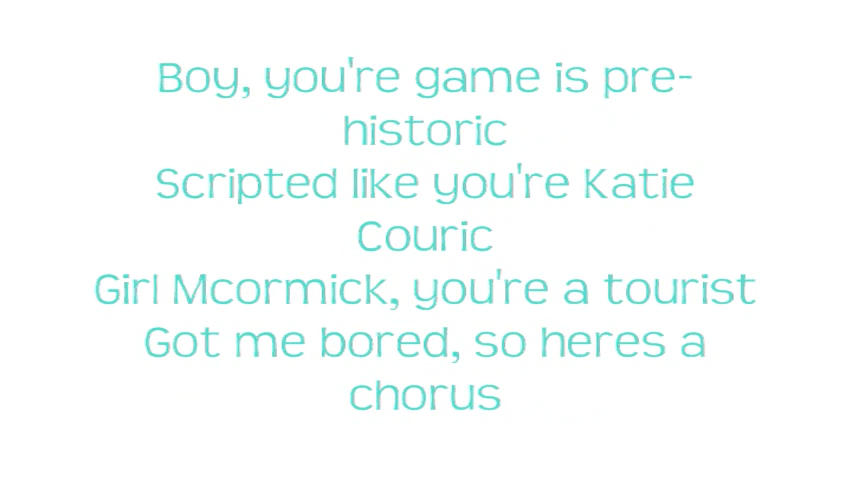 Boy, you're game is pre-
historic
Scripted like you're Katie
Couric
Girl Mcormick, you're a tourist
Got me bored, so heres a
chorus